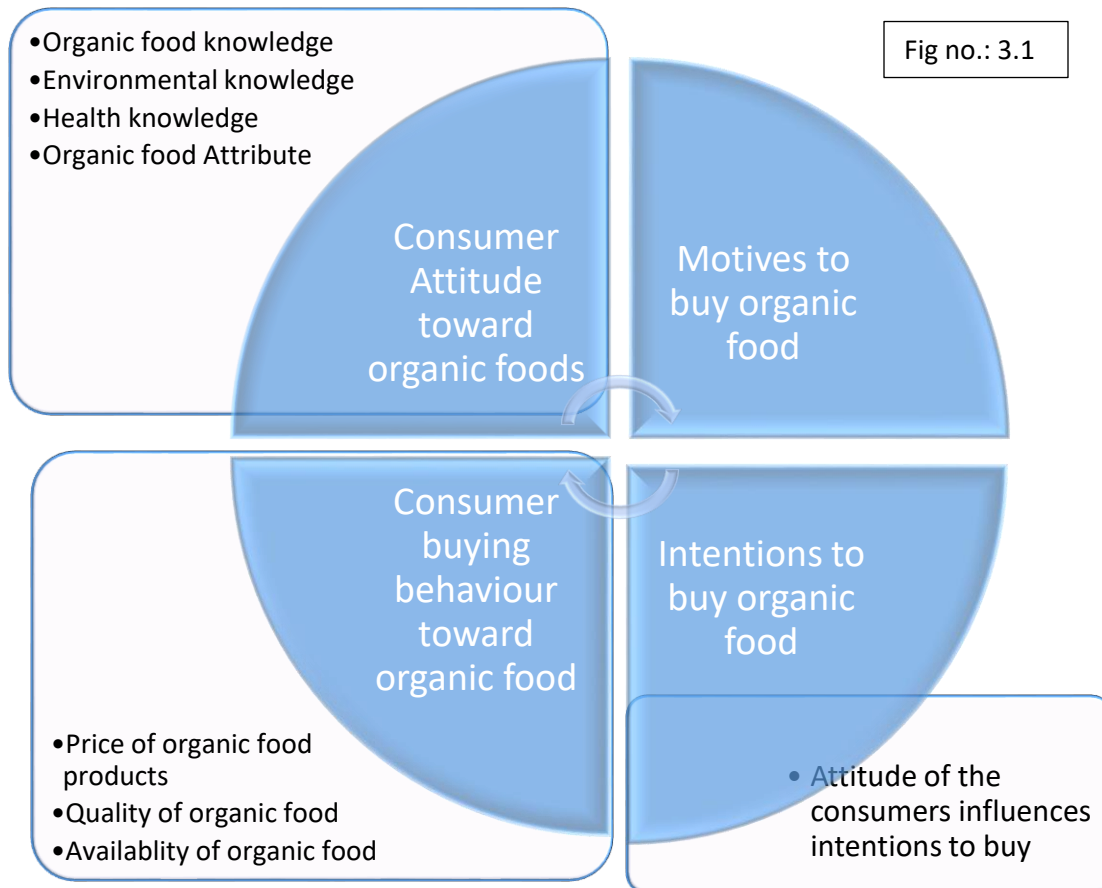 •Organic food knowledge
•Environmental knowledge
•Health knowledge
•Organic food Attribute
Fig no.: 3.1
Consumer
Attitude
toward
organic foods
Motives to
buy organic
food
Consumer
buying
behaviour
toward
organic food
Intentions to
buy organic
food
•Price of organic food
products
•Quality of organic food
•Availablity of organic food
• Attitude of the
consumers influences
intentions to buy